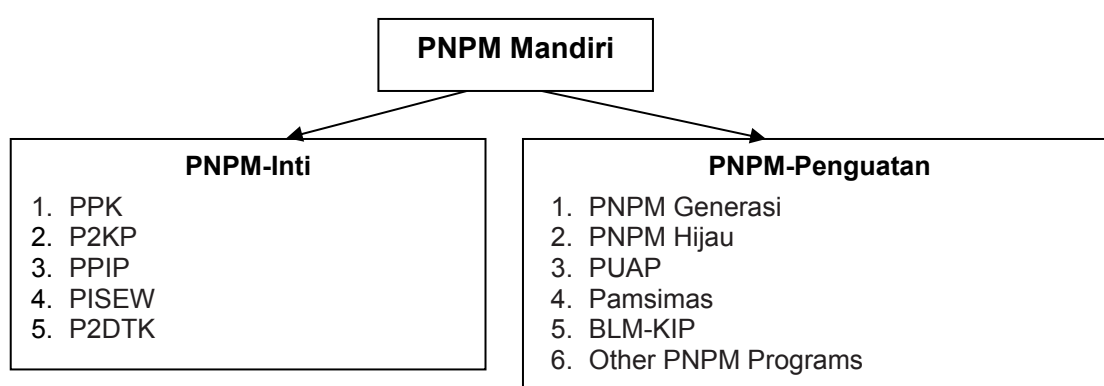 PNPM Mandiri
PNPM-Inti
1. PPK
2. P2KP
3. PPIP
4. PISEW
5. P2DTK
PNPM-Penguatan
1. PNPM Generasi
2. PNPM Hijau
3. PUAP
4. Pamsimas
5. BLM-KIP
6. Other PNPM Programs